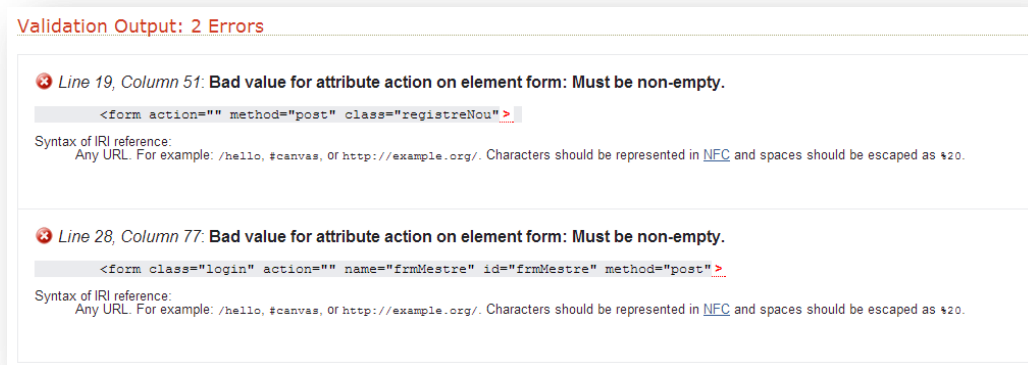 Validation Output: 2 Errors
Line 19, Column 51: Bad value for attribute action on element form: Must be non-empty.
<form action="" method="post" class="registreNou">
Syntax of IRI reference:
Any URL. For example: /hello, #canvas, or http://example.org/. Characters should be represented in NFC and spaces should be escaped as %20.
Line 28, Column 77: Bad value for attribute action on element form: Must be non-empty.
<form class="login" action="" name="frmMestre" id="frmMestre" method="post">
Syntax of IRI reference:
Any URL. For example: /hello, #canvas, or http://example.org/. Characters should be represented in NFC and spaces should be escaped as %20.